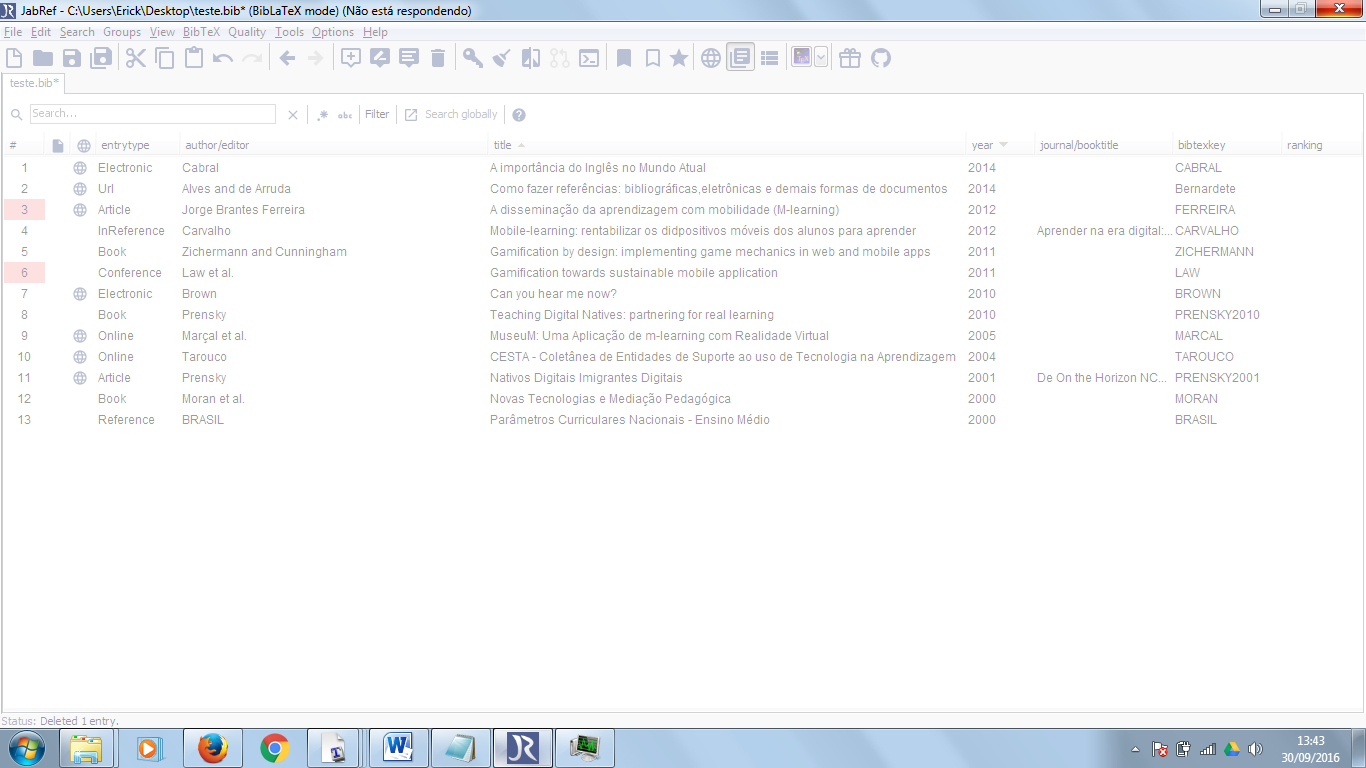 JabRef - C:\Users\Erick\Desktop\teste.bib* (BibLaTeX mode) (Não está respondendo)
File Edit Search Groups View BibTeX Quality Tools Options Help
teste.bib*
Search... .* abc Filter Search globally
# entrytype author/editor title year journal/booktitle bibtexkey ranking
1 Electronic Cabral A importância do Inglês no Mundo Atual 2014 CABRAL
2 Url Alves and de Arruda Como fazer referências: bibliográficas,eletrônicas e demais formas de documentos 2014 Bernardete
3 Article Jorge Brantes Ferreira A disseminação da aprendizagem com mobilidade (M-learning) 2012 FERREIRA
4 InReference Carvalho Mobile-learning: rentabilizar os didpositivos móveis dos alunos para aprender 2012 Aprender na era digital:... CARVALHO
5 Book Zichermann and Cunningham Gamification by design: implementing game mechanics in web and mobile apps 2011 ZICHERMANN
6 Conference Law et al. Gamification towards sustainable mobile application 2011 LAW
7 Electronic Brown Can you hear me now? 2010 BROWN
8 Book Prensky Teaching Digital Natives: partnering for real learning 2010 PRENSKY2010
9 Online Marçal et al. MuseuM: Uma Aplicação de m-learning com Realidade Virtual 2005 MARCAL
10 Online Tarouco CESTA - Coletânea de Entidades de Suporte ao uso de Tecnologia na Aprendizagem 2004 TAROUCO
11 Article Prensky Nativos Digitais Imigrantes Digitais 2001 De On the Horizon NC... PRENSKY2001
12 Book Moran et al. Novas Tecnologias e Mediação Pedagógica 2000 MORAN
13 Reference BRASIL Parâmetros Curriculares Nacionais - Ensino Médio 2000 BRASIL
Status: Deleted 1 entry.
13:43
30/09/2016